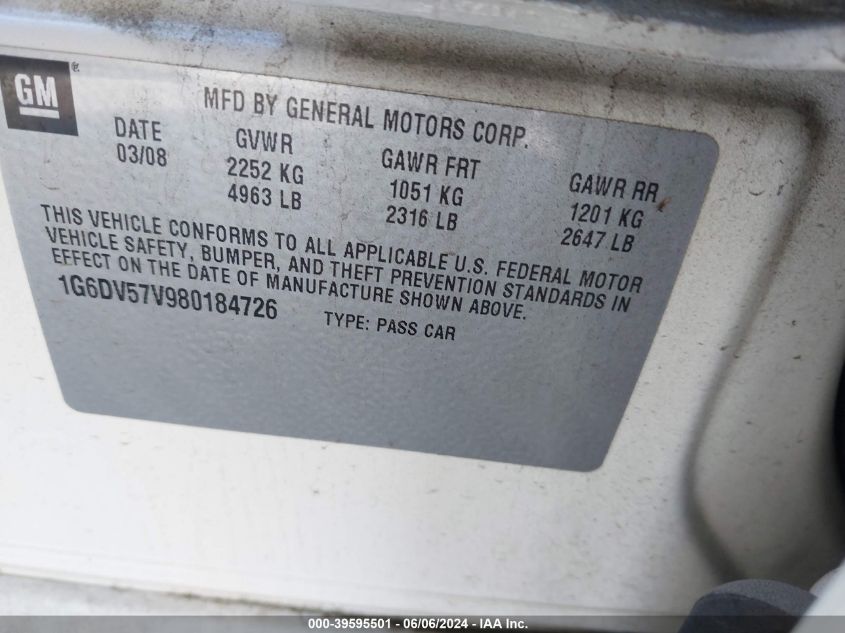 GM®
MFD BY GENERAL MOTORS CORP.
DATE GVWR GAWR FRT GAWR RR
03/08 2252 KG 1051 KG 1201 KG
4963 LB 2316 LB 2647 LB
THIS VEHICLE CONFORMS TO ALL APPLICABLE U.S. FEDERAL MOTOR
VEHICLE SAFETY, BUMPER, AND THEFT PREVENTION STANDARDS IN
EFFECT ON THE DATE OF MANUFACTURE SHOWN ABOVE.
1G6DV57V980184726 TYPE: PASS CAR
000-39595501 - 06/06/2024 - IAA Inc.